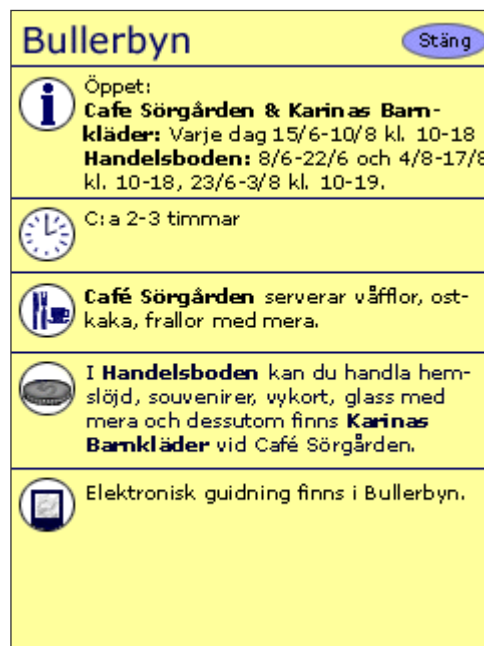 Bullerbyn
Stäng
Öppet:
Cafe Sörgården & Karinas Barn-
kläder: Varje dag 15/6-10/8 kl. 10-18
Handelsboden: 8/6-22/6 och 4/8-17/8
kl. 10-18, 23/6-3/8 kl. 10-19.
C:a 2-3 timmar
Café Sörgården serverar våfflor, ost-
kaka, frallor med mera.
I Handelsboden kan du handla hem-
slöjd, souvenirer, vykort, glass med
mera och dessutom finns Karinas
Barnkläder vid Café Sörgården.
Elektronisk guidning finns i Bullerbyn.